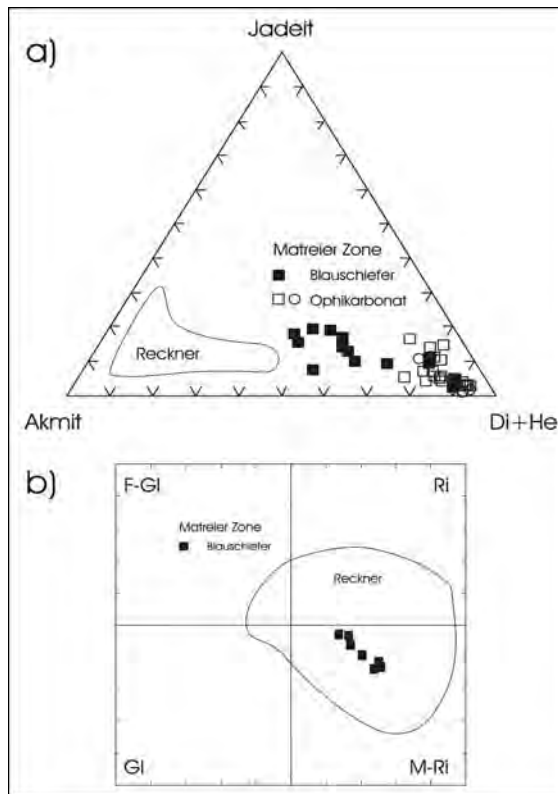 a)
Jadeit
Matreier Zone
Blauschiefer
Ophikarbonat
Reckner
Akmit
Di+He
b)
F-Gl
Ri
Matreier Zone
Blauschiefer
Reckner
Gl
M-Ri